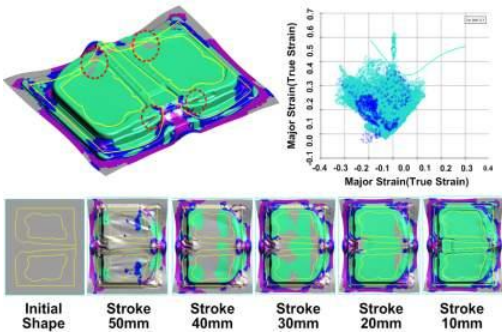 0.7
0.6
0.5
0.4
0.3
0.2
0.1
0.0
-0.1
Major Strain(True Strain)
-0.4 -0.3 -0.2 -0.1 0.0 0.1 0.2 0.3 0.4
Major Strain(True Strain)
Initial Shape
Stroke 50mm
Stroke 40mm
Stroke 30mm
Stroke 20mm
Stroke 10mm